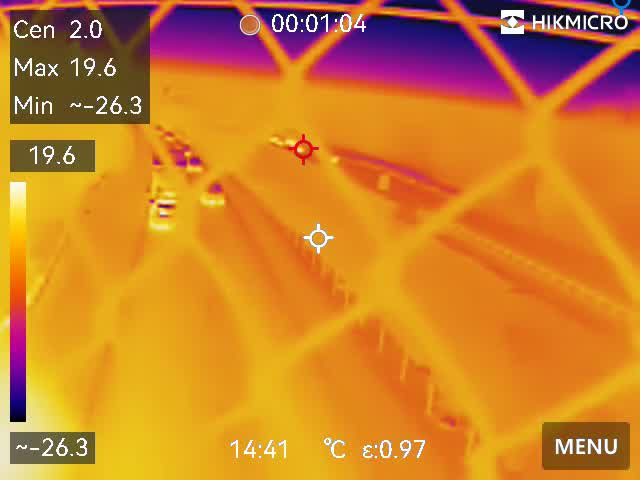 Cen 2.0
Max 19.6
Min ~-26.3
00:01:04
HIKMICRO
19.6
~-26.3
14:41 ℃ ε:0.97
MENU